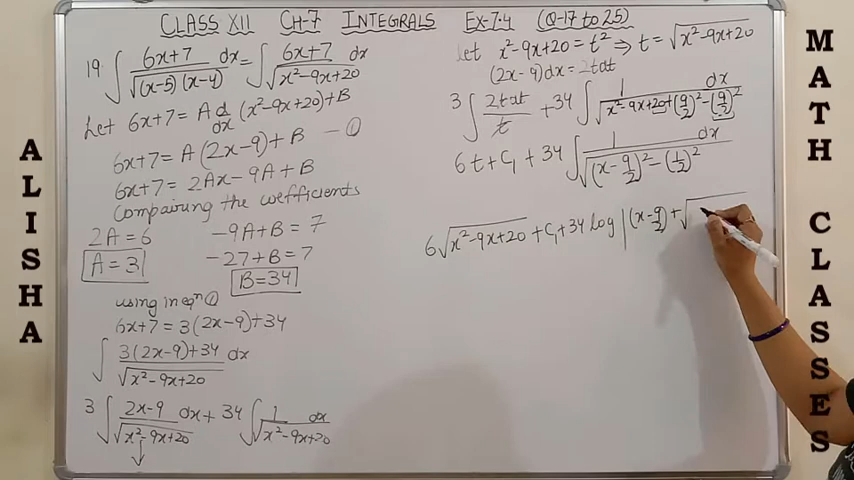 CLASS XII CH-7 INTEGRALS EX-7.4 (Q-17 to 25)
19. ∫ (6x+7)/√((x-5)(x-4)) dx = ∫ (6x+7)/√(x²-9x+20) dx
Let 6x+7 = A d/dx (x²-9x+20)+B
6x+7 = A(2x-9)+B —①
6x+7 = 2Ax-9A+B
Compairing the coefficients
2A=6 -9A+B = 7
A=3 -27+B=7
B=34
using in eqn ①
6x+7 = 3(2x-9)+34
∫ (3(2x-9)+34)/√(x²-9x+20) dx
3 ∫ (2x-9)/√(x²-9x+20) dx + 34 ∫ 1/√(x²-9x+20) dx
↓
let x²-9x+20 = t² ⇒ t = √(x²-9x+20)
(2x-9)dx = 2tdt
3 ∫ 2tdt/t + 34 ∫ 1/√(x²-9x+20+(9/2)²-(9/2)²) dx
6t+C₁ + 34 ∫ 1/√((x-9/2)²-(1/2)²) dx
6√(x²-9x+20) + C₁+34 log |(x-9/2)+√
ALISHA
MATH CLASSES